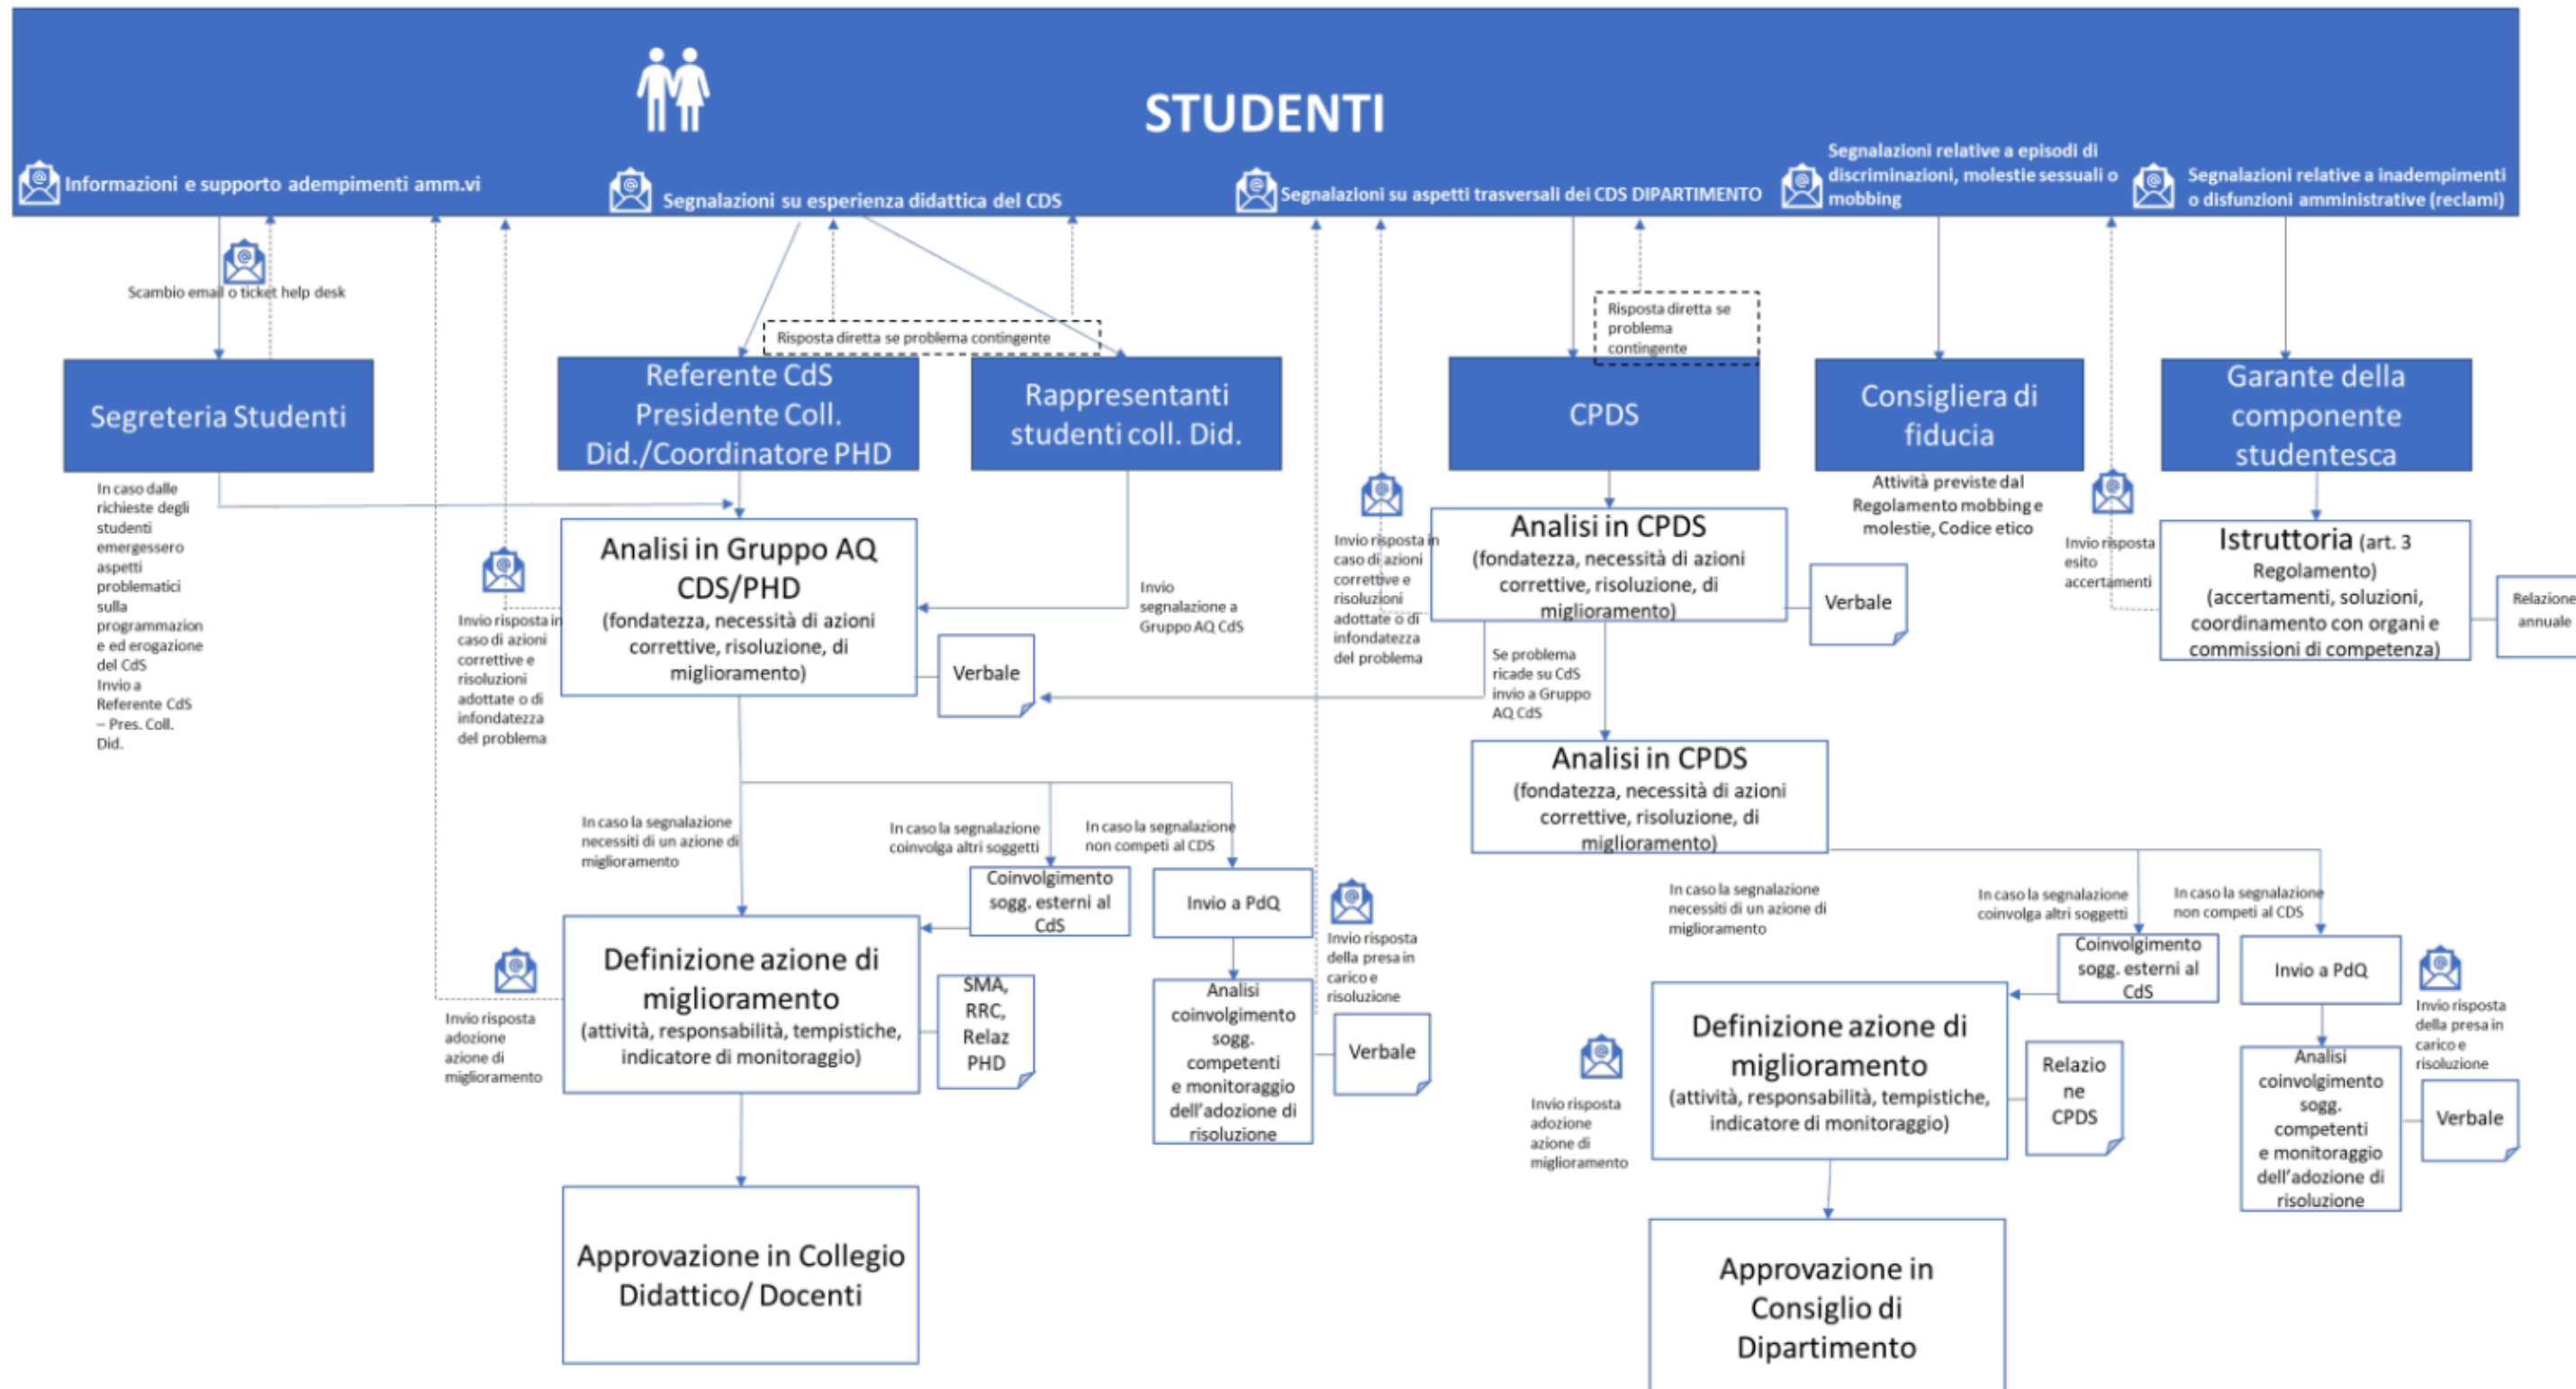 STUDENTI
Informazioni e supporto adempimenti amm.vi
Segnalazioni su esperienza didattica del CDS
Segnalazioni su aspetti trasversali dei CDS DIPARTIMENTO
Segnalazioni relative a episodi di
discriminazioni, molestie sessuali o
mobbing
Segnalazioni relative a inadempimenti
o disfunzioni amministrative (reclami)
Scambio email o ticket help desk
Risposta diretta se problema contingente
Risposta diretta se
problema
contingente
Segreteria Studenti
Referente CdS
Presidente Coll.
Did./Coordinatore PHD
Rappresentanti
studenti coll. Did.
CPDS
Consigliera di
fiducia
Garante della
componente
studentesca
In caso dalle
richieste degli
studenti
emergessero
aspetti
problematici
sulla
programmazion
e ed erogazione
del CdS
Invio a
Referente CdS
– Pres. Coll.
Did.
Invio risposta in
caso di azioni
correttive e
risoluzioni
adottate o di
infondatezza
del problema
Analisi in Gruppo AQ
CDS/PHD
(fondatezza, necessità di azioni
correttive, risoluzione, di
miglioramento)
Verbale
Invio
segnalazione a
Gruppo AQ CdS
Invio risposta in
caso di azioni
correttive e
risoluzioni
adottate o di
infondatezza
del problema
Analisi in CPDS
(fondatezza, necessità di azioni
correttive, risoluzione, di
miglioramento)
Verbale
Attività previste dal
Regolamento mobbing e
molestie, Codice etico
Invio risposta
esito
accertamenti
Istruttoria (art. 3
Regolamento)
(accertamenti, soluzioni,
coordinamento con organi e
commissioni di competenza)
Relazione
annuale
Se problema
ricade su CdS
invio a Gruppo
AQ CdS
Analisi in CPDS
(fondatezza, necessità di azioni
correttive, risoluzione, di
miglioramento)
In caso la segnalazione
necessiti di un azione di
miglioramento
In caso la segnalazione
coinvolga altri soggetti
In caso la segnalazione
non competi al CDS
Coinvolgimento
sogg. esterni al
CdS
Invio a PdQ
Invio risposta
della presa in
carico e
risoluzione
Invio risposta
adozione
azione di
miglioramento
Definizione azione di
miglioramento
(attività, responsabilità, tempistiche,
indicatore di monitoraggio)
SMA,
RRC,
Relaz
PHD
Analisi
coinvolgimento
sogg.
competenti
e monitoraggio
dell'adozione di
risoluzione
Verbale
Approvazione in Collegio
Didattico/ Docenti
In caso la segnalazione
necessiti di un azione di
miglioramento
In caso la segnalazione
coinvolga altri soggetti
In caso la segnalazione
non competi al CDS
Coinvolgimento
sogg. esterni al
CdS
Invio a PdQ
Invio risposta
della presa in
carico e
risoluzione
Invio risposta
adozione
azione di
miglioramento
Definizione azione di
miglioramento
(attività, responsabilità, tempistiche,
indicatore di monitoraggio)
Relazio
ne
CPDS
Analisi
coinvolgimento
sogg.
competenti
e monitoraggio
dell'adozione di
risoluzione
Verbale
Approvazione in
Consiglio di
Dipartimento